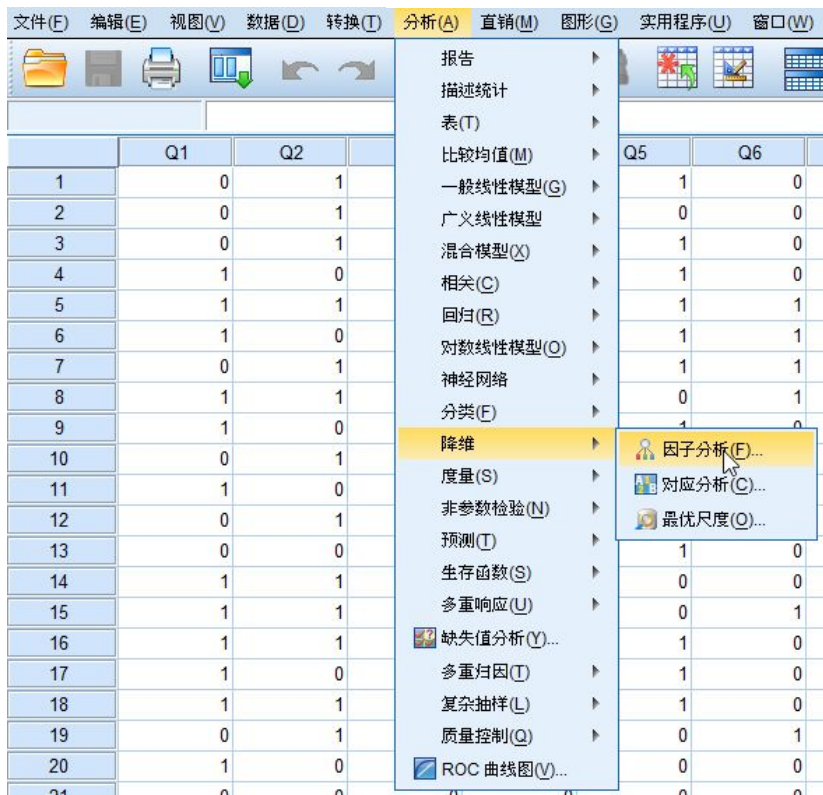 文件(F) 编辑(E) 视图(V) 数据(D) 转换(T) 分析(A) 直销(M) 图形(G) 实用程序(U) 窗口(W)
Q1 Q2 Q5 Q6
1 0 1 1 0
2 0 1 0 0
3 0 1 1 0
4 1 0 1 0
5 1 1 1 1
6 1 0 1 1
7 0 1 1 1
8 1 1 0 1
9 1 0
10 0 1
11 1 0
12 0 1
13 0 0 1 0
14 1 1 0 0
15 1 1 0 1
16 1 1 1 0
17 1 0 1 0
18 1 1 1 0
19 0 1 0 1
20 1 0 0 0
报告
描述统计
表(T)
比较均值(M)
一般线性模型(G)
广义线性模型
混合模型(X)
相关(C)
回归(R)
对数线性模型(O)
神经网络
分类(F)
降维
度量(S)
非参数检验(N)
预测(T)
生存函数(S)
多重响应(U)
缺失值分析(Y)...
多重归因(T)
复杂抽样(L)
质量控制(Q)
ROC 曲线图(V)...
因子分析(F)...
对应分析(C)...
最优尺度(O)...